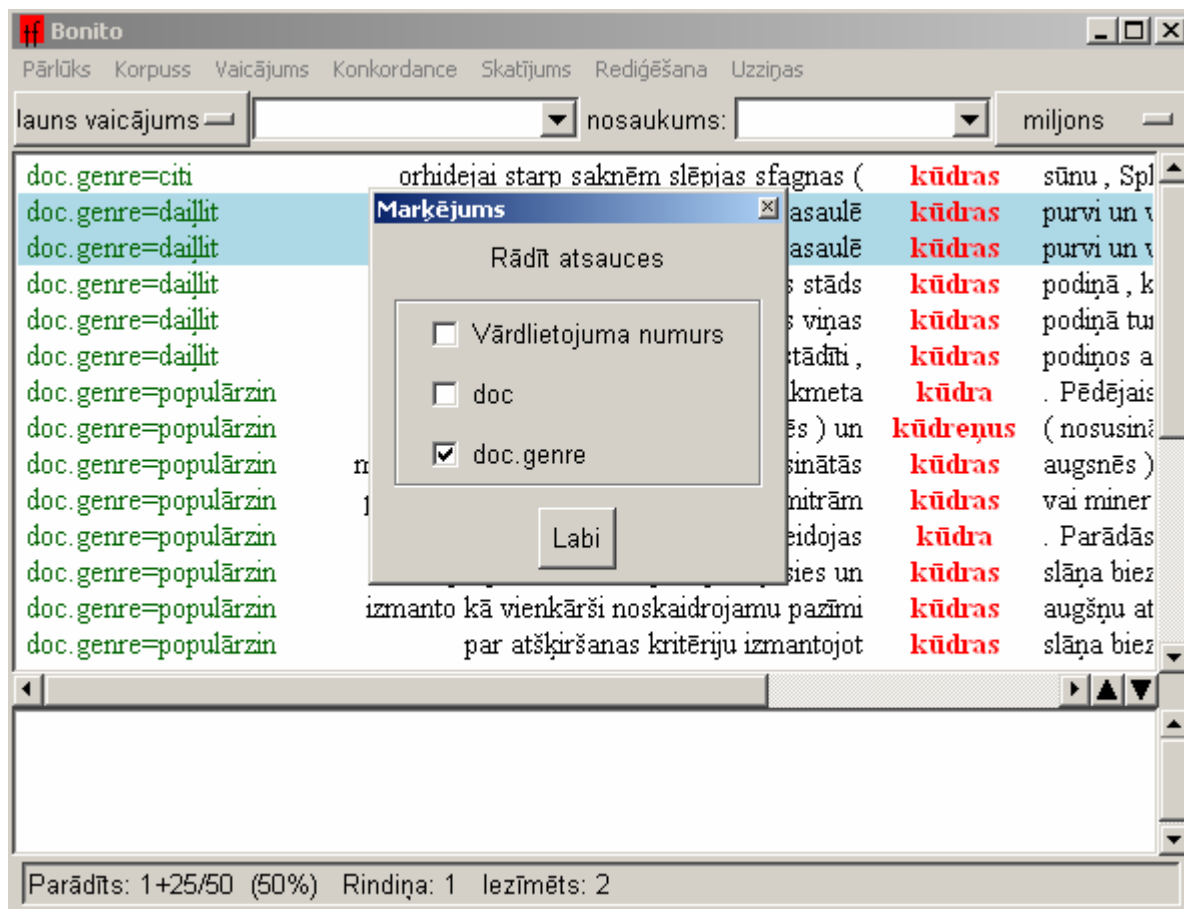 Bonito
Pārlūks Korpuss Vaicājums Konkordance Skatījums Rediģēšana Uzziņas
launs vaicājums nosaukums: miljons
doc.genre=citi orhidejai starp saknēm slēpjas sfagnas ( kūdras sūnu , Spl
doc.genre=daiļlit asaulē kūdras purvi un v
doc.genre=daiļlit asaulē kūdras purvi un v
doc.genre=daiļlit s stāds kūdras podiņā , k
doc.genre=daiļlit s viņas kūdras podiņā tur
doc.genre=daiļlit tādīti , kūdras podiņos a
doc.genre=populārzin kmeta kūdra . Pēdējais
doc.genre=populārzin ēs ) un kūdreņus ( nosusinā
doc.genre=populārzin sinātās kūdras augsnēs )
doc.genre=populārzin mitrām kūdras vai miner
doc.genre=populārzin eidojas kūdra . Parādās
doc.genre=populārzin sies un kūdras slāņa biez
doc.genre=populārzin izmanto kā vienkārši noskaidrojamu pazīmi kūdras augšņu at
doc.genre=populārzin par atšķiršanas kritēriju izmantojot kūdras slāņa biez
Marķējums
Rādīt atsauces
Vārdlietojuma numurs
doc
doc.genre
Labi
Parādīts: 1+25/50 (50%) Rindiņa: 1 Iezīmēts: 2